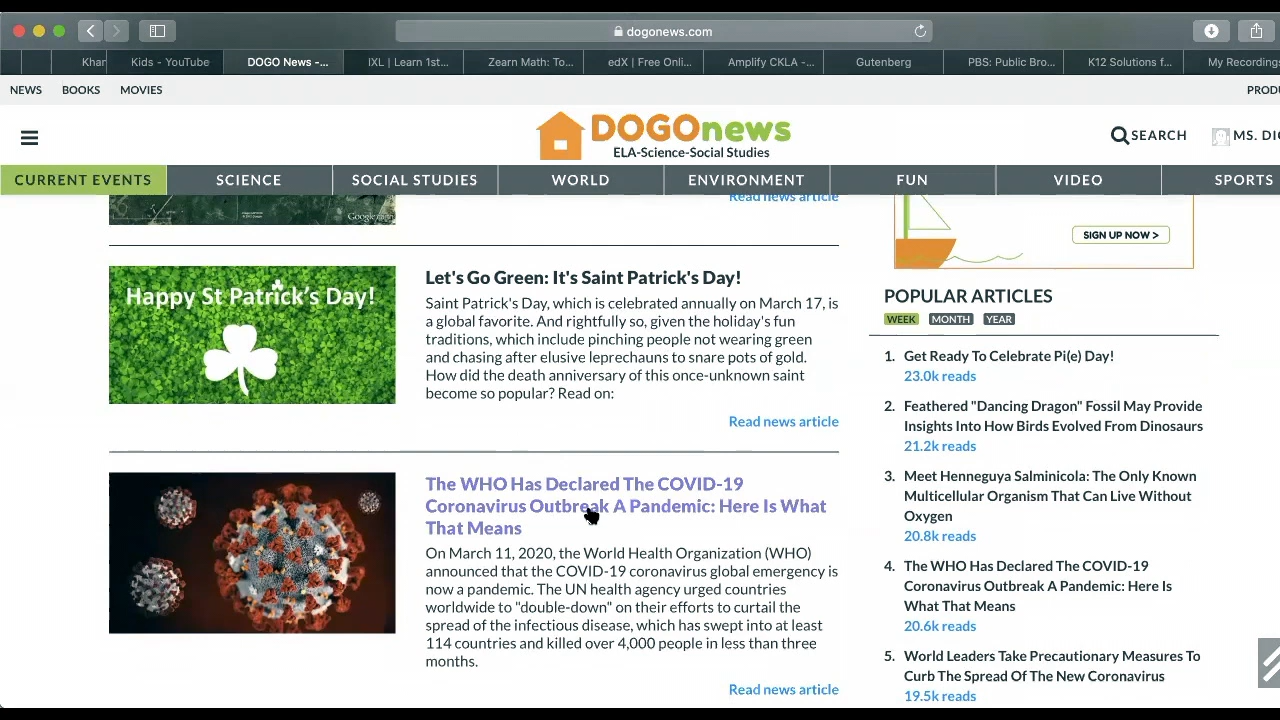 dogonews.com
Khar
Kids - YouTube
DOGO News -...
IXL | Learn 1st...
Zearn Math: To...
edX | Free Onli...
Amplify CKLA -...
Gutenberg
PBS: Public Bro...
K12 Solutions f...
My Recording
NEWS BOOKS MOVIES
PRODU
DOGOnews
ELA-Science-Social Studies
SEARCH
MS. DI
CURRENT EVENTS SCIENCE SOCIAL STUDIES WORLD ENVIRONMENT FUN VIDEO SPORTS
Google
Read news article
Happy St Patrick's Day!
Let's Go Green: It's Saint Patrick's Day!
Saint Patrick's Day, which is celebrated annually on March 17, is
a global favorite. And rightfully so, given the holiday's fun
traditions, which include pinching people not wearing green
and chasing after elusive leprechauns to snare pots of gold.
How did the death anniversary of this once-unknown saint
become so popular? Read on:
Read news article
The WHO Has Declared The COVID-19
Coronavirus Outbreak A Pandemic: Here Is What
That Means
On March 11, 2020, the World Health Organization (WHO)
announced that the COVID-19 coronavirus global emergency is
now a pandemic. The UN health agency urged countries
worldwide to "double-down" on their efforts to curtail the
spread of the infectious disease, which has swept into at least
114 countries and killed over 4,000 people in less than three
months.
Read news article
SIGN UP NOW >
POPULAR ARTICLES
WEEK MONTH YEAR
1. Get Ready To Celebrate Pi(e) Day!
23.0k reads
2. Feathered "Dancing Dragon" Fossil May Provide
Insights Into How Birds Evolved From Dinosaurs
21.2k reads
3. Meet Henneguya Salminicola: The Only Known
Multicellular Organism That Can Live Without
Oxygen
20.8k reads
4. The WHO Has Declared The COVID-19
Coronavirus Outbreak A Pandemic: Here Is
What That Means
20.6k reads
5. World Leaders Take Precautionary Measures To
Curb The Spread Of The New Coronavirus
19.5k reads